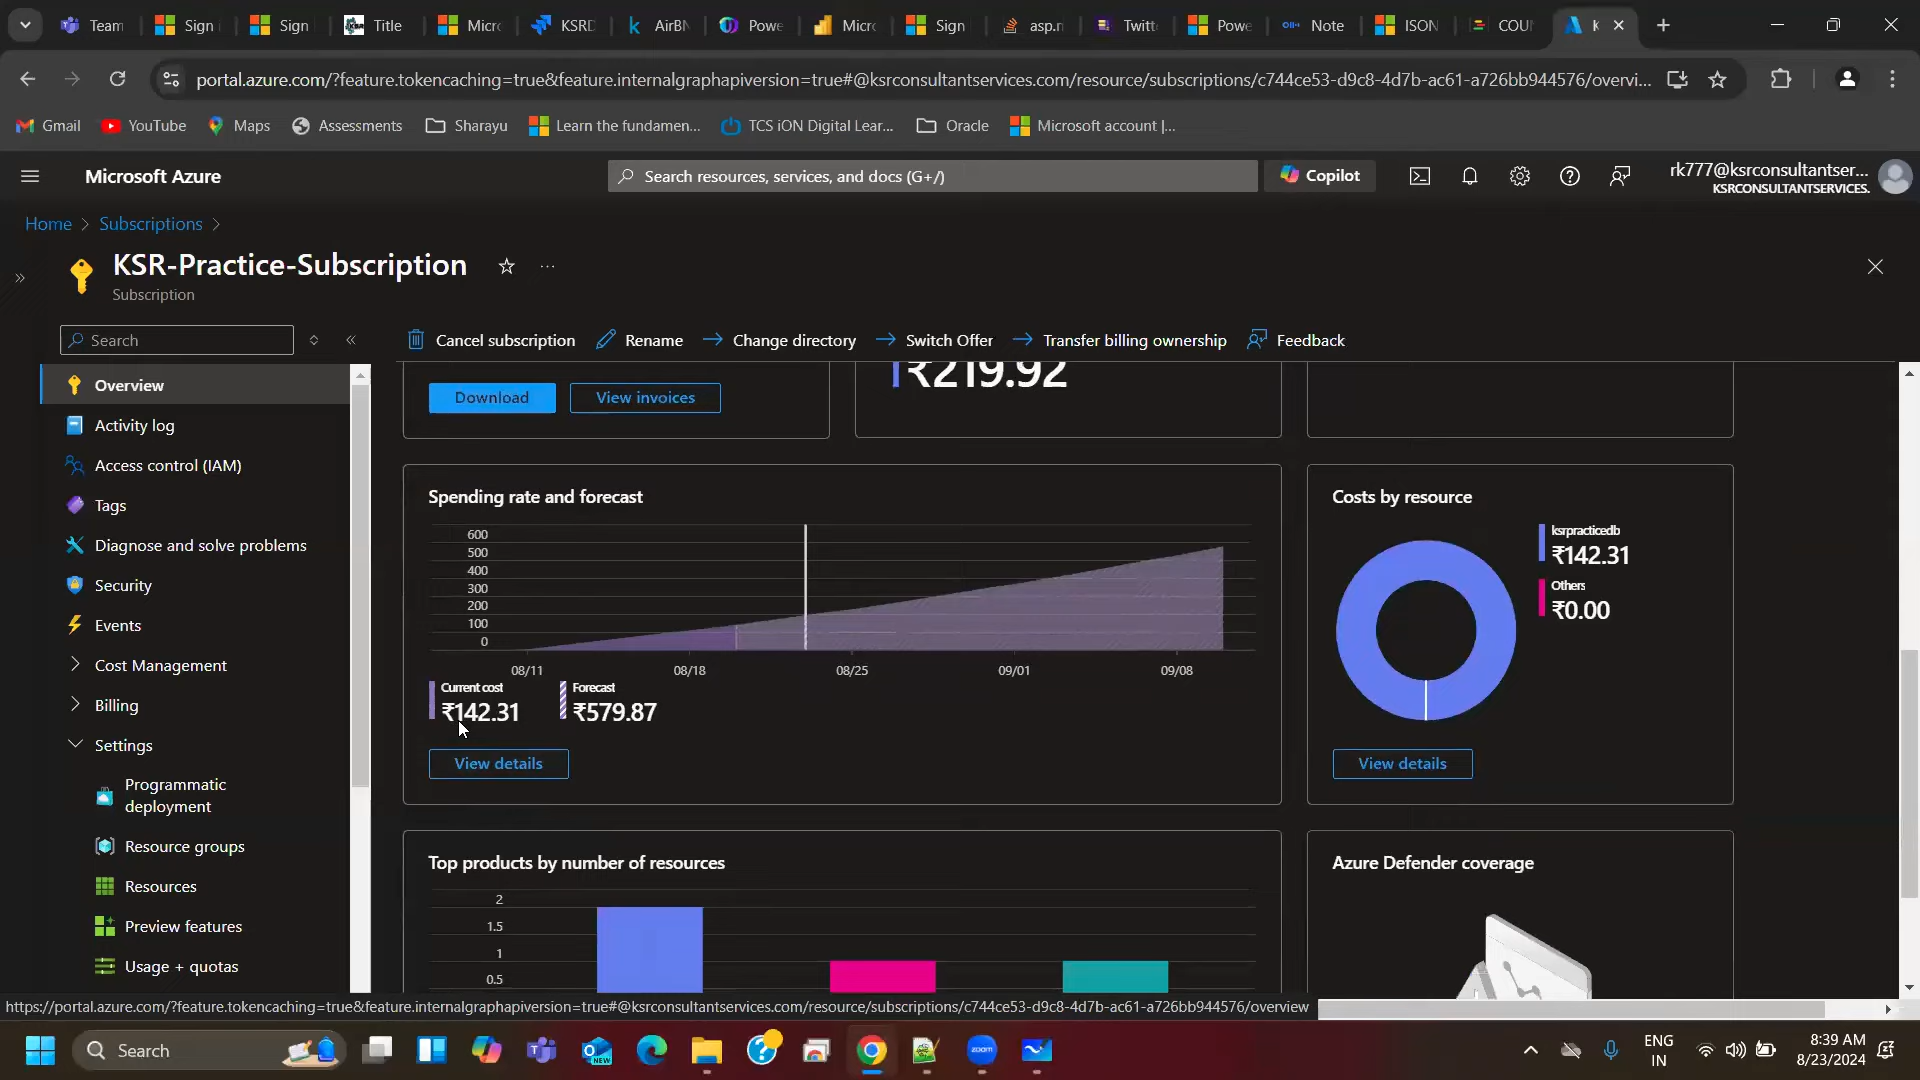 Team
Sign
Sign
Title
Micro
KSRD
AirBN
Powe
Micro
Sign
asp.n
Twitt
Powe
Note
ISON
COUN
K
portal.azure.com/?feature.tokencaching=true&feature.internalgraphapiversion=true#@ksrconsultantservices.com/resource/subscriptions/c744ce53-d9c8-4d7b-ac61-a726bb944576/overvi...
Gmail
YouTube
Maps
Assessments
Sharayu
Learn the fundamen...
TCS iON Digital Lear...
Oracle
Microsoft account |...
Microsoft Azure
Search resources, services, and docs (G+/)
Copilot
rk777@ksrconsultantser...
KSRCONSULTANTSERVICES.
Home > Subscriptions >
KSR-Practice-Subscription
Subscription
Search
Cancel subscription
Rename
Change directory
Switch Offer
Transfer billing ownership
Feedback
Overview
Activity log
Access control (IAM)
Tags
Diagnose and solve problems
Security
Events
Cost Management
Billing
Settings
Programmatic
deployment
Resource groups
Resources
Preview features
Usage + quotas
Download
View invoices
₹219.92
Spending rate and forecast
600
500
400
300
200
100
0
08/11
08/18
08/25
09/01
09/08
Current cost
₹142.31
Forecast
₹579.87
View details
Costs by resource
ksrpracticedb
₹142.31
Others
₹0.00
View details
Top products by number of resources
2
1.5
1
0.5
Azure Defender coverage
https://portal.azure.com/?feature.tokencaching=true&feature.internalgraphapiversion=true#@ksrconsultantservices.com/resource/subscriptions/c744ce53-d9c8-4d7b-ac61-a726bb944576/overview
Search
NEW
zoom
ENG
IN
8:39 AM
8/23/2024